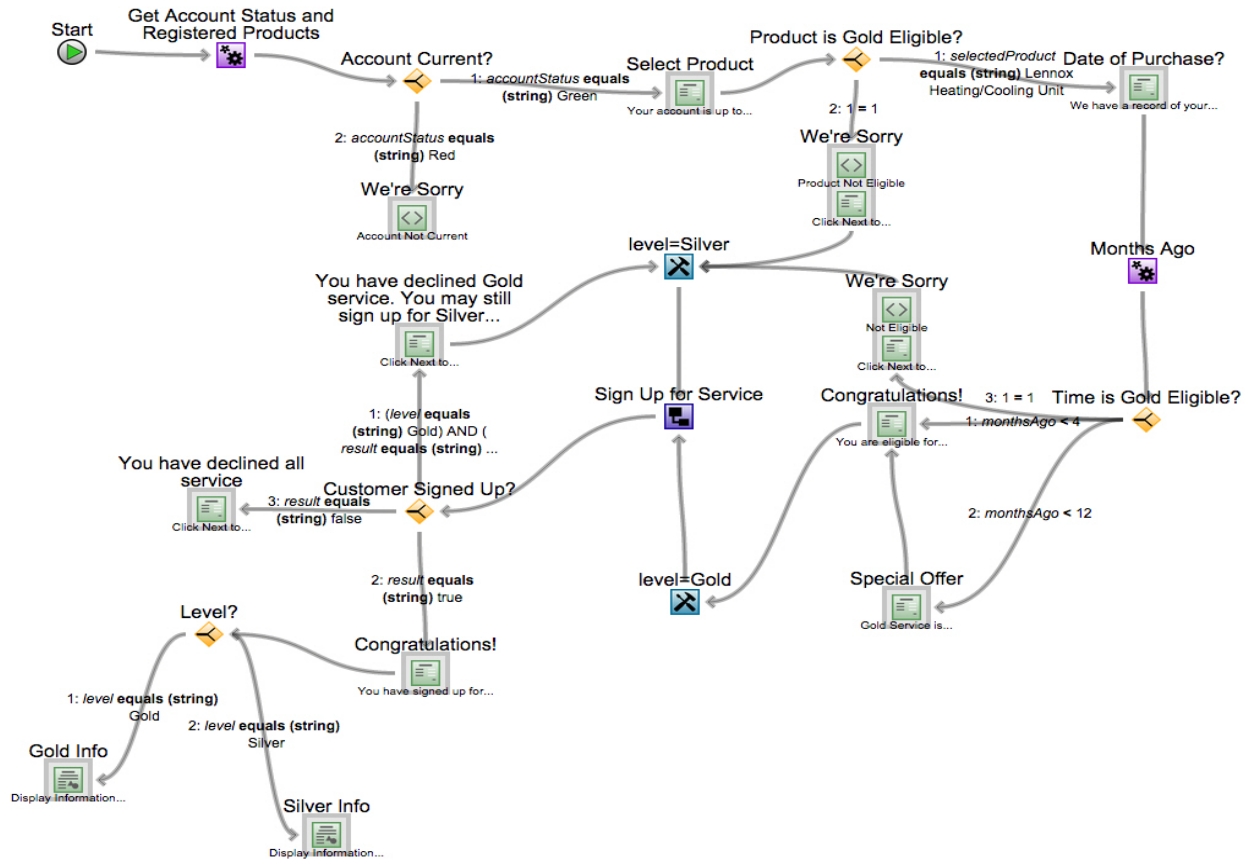 Start
Get Account Status and
Registered Products
Account Current?
1: accountStatus equals
(string) Green
2: accountStatus equals
(string) Red
We're Sorry
Account Not Current
Select Product
Your account is up to...
Product is Gold Eligible?
1: selectedProduct
equals (string) Lennox
Heating/Cooling Unit
2: 1 = 1
We're Sorry
Product Not Eligible
Click Next to...
Date of Purchase?
We have a record of your...
Months Ago
Time is Gold Eligible?
1: monthsAgo < 4
2: monthsAgo < 12
3: 1 = 1
We're Sorry
Not Eligible
Click Next to...
Congratulations!
You are eligible for...
Special Offer
Gold Service is...
level=Silver
level=Gold
Sign Up for Service
You have declined Gold
service. You may still
sign up for Silver...
Click Next to...
1: (level equals
(string) Gold) AND (
result equals (string) ...
Customer Signed Up?
3: result equals
(string) false
You have declined all
service
Click Next to...
2: result equals
(string) true
Congratulations!
You have signed up for...
Level?
1: level equals (string)
Gold
2: level equals (string)
Silver
Gold Info
Display Information...
Silver Info
Display Information...